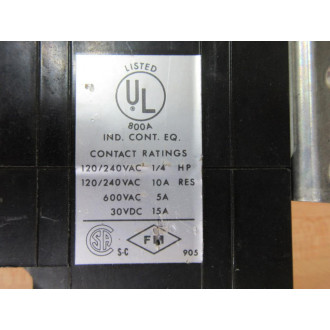 LISTED
UL
800A
IND. CONT. EQ.
CONTACT RATINGS
120/240VAC 1/4 HP
120/240VAC 10A RES
600VAC 5A
30VDC 15A
SA FM
S-C 905